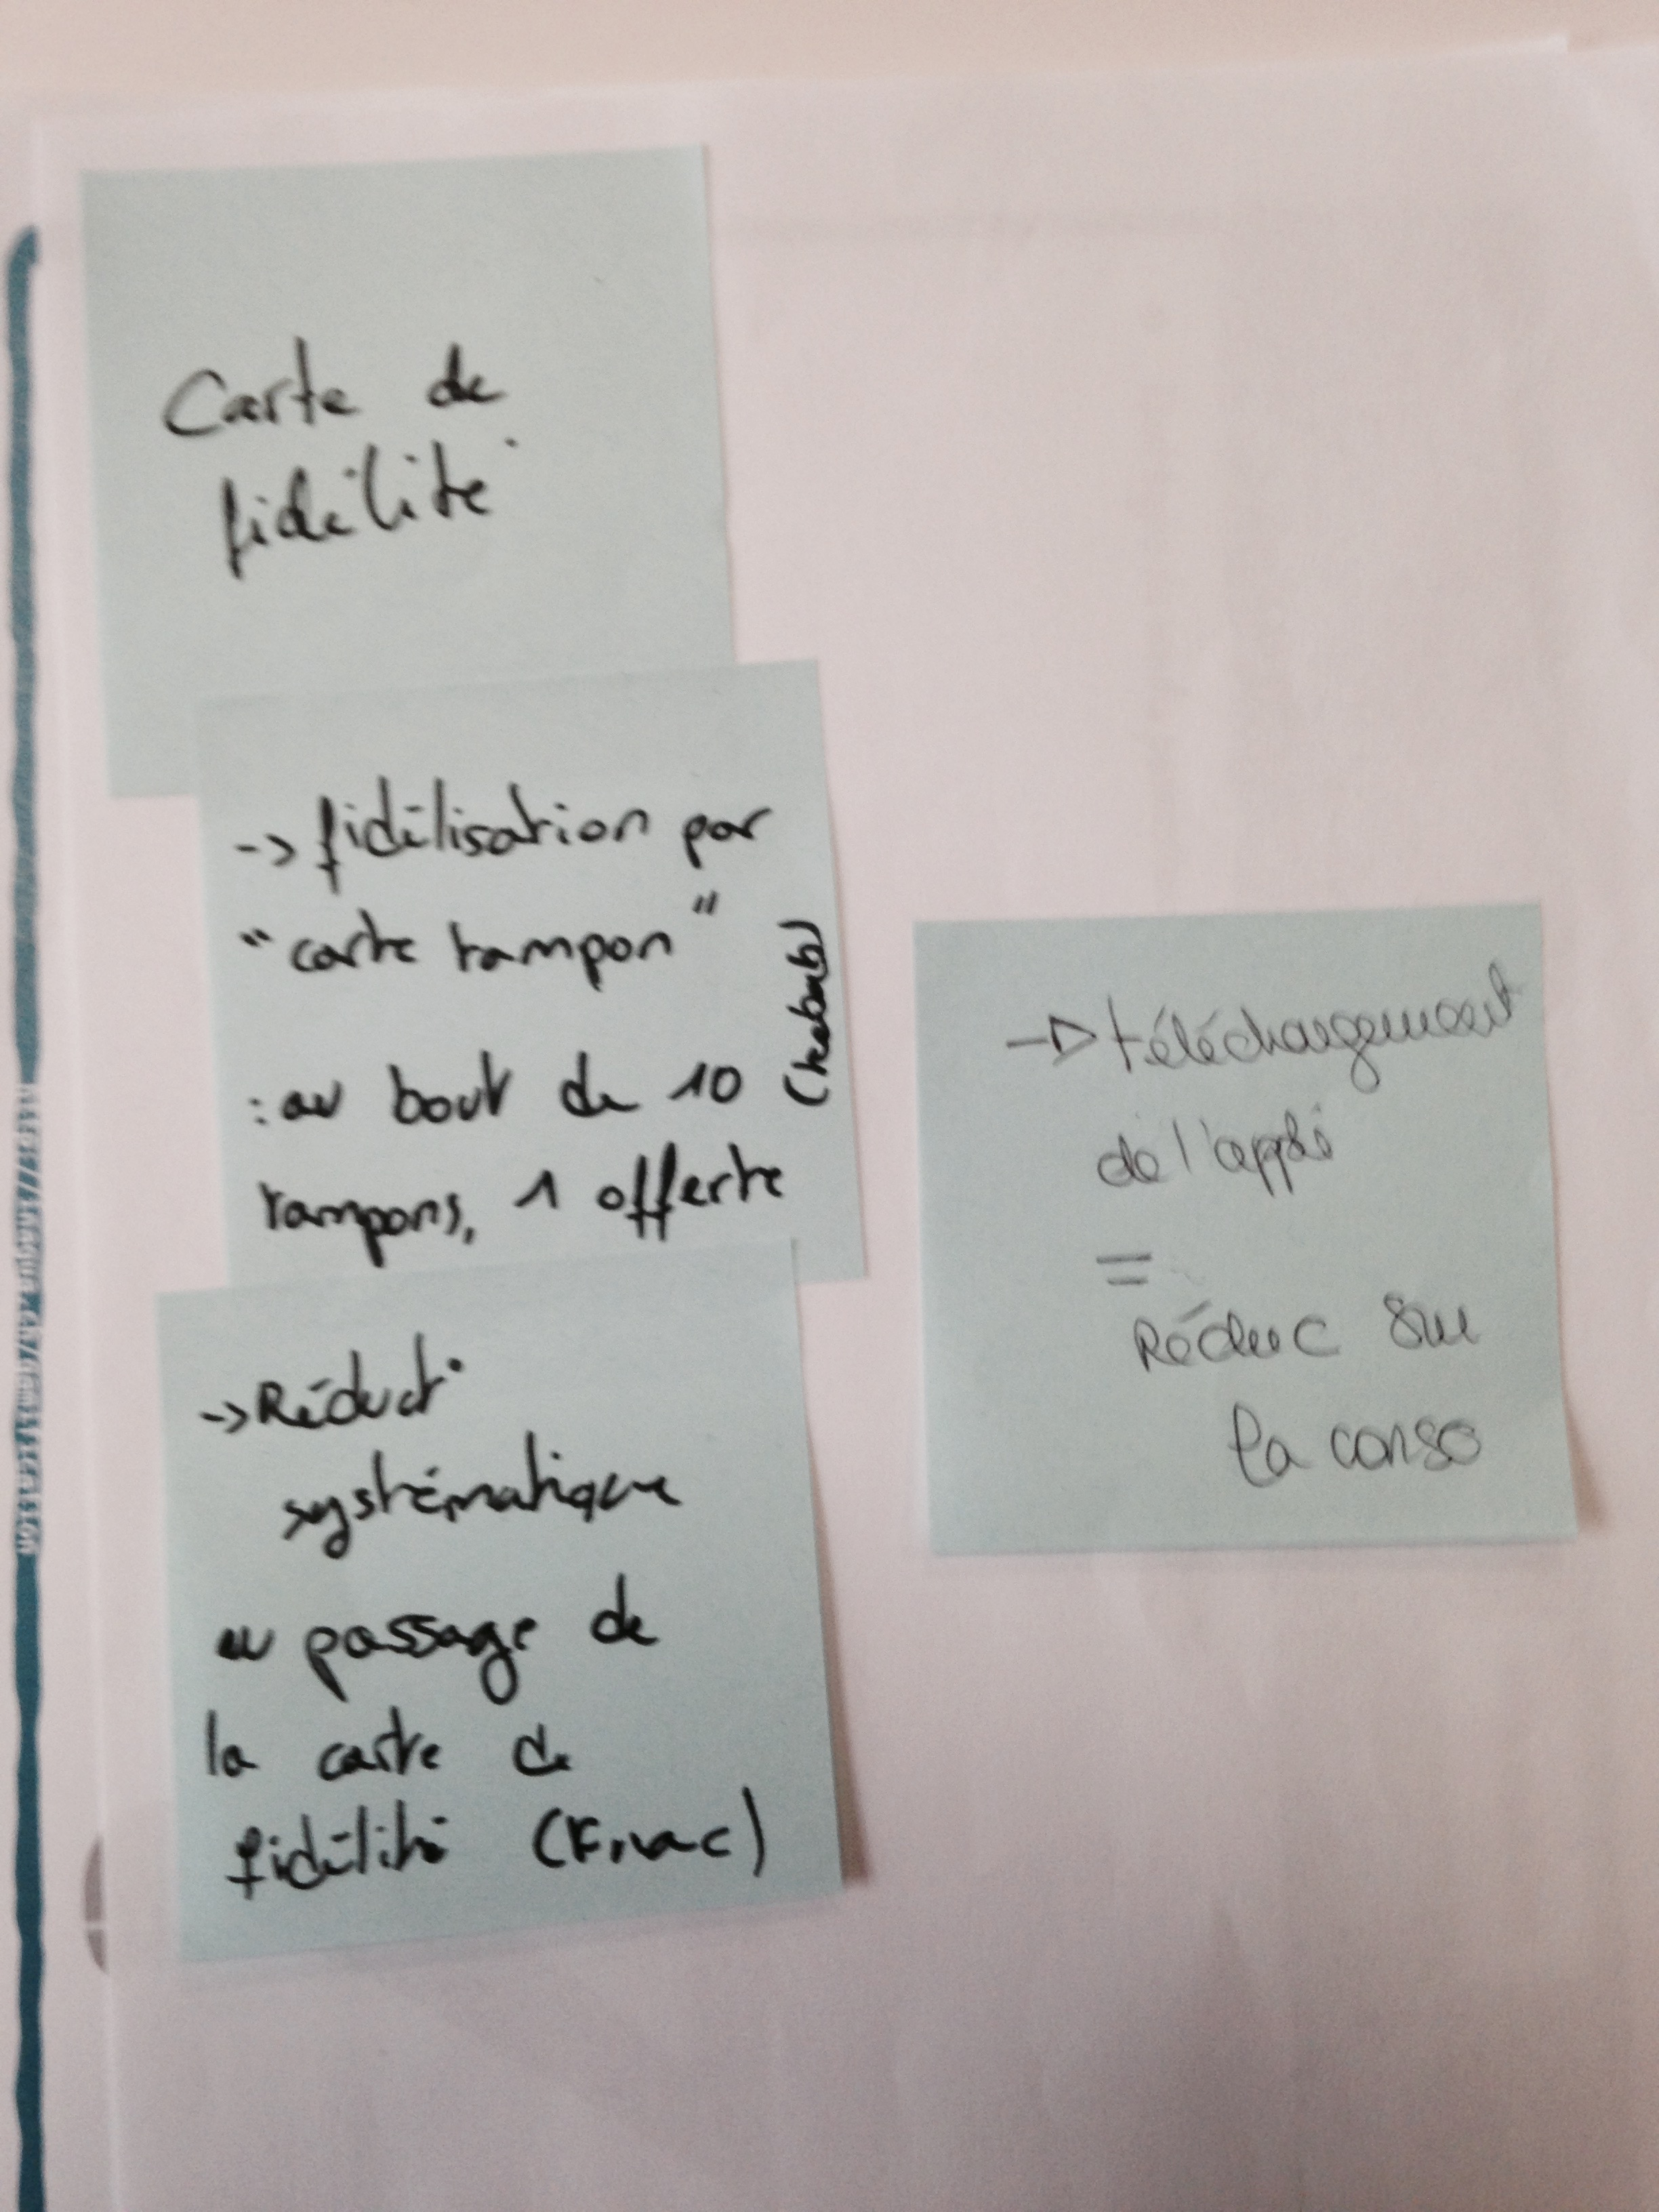 Carte de
fidélité
-> fidélisation par
"carte tampon"
(kebab)
: au bout de 10
tampons, 1 offerte
-> Réduct°
systématique
au passage de
la carte de
fidélité (Fnac)
-> téléchargement
de l'appli
=
Réduc sur
la conso